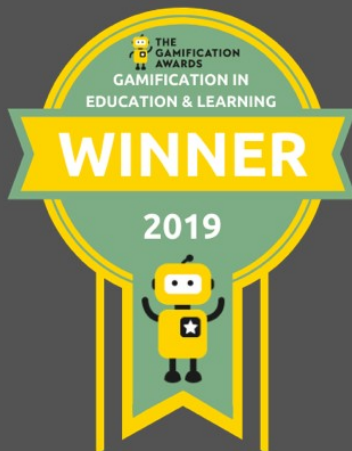 THE
GAMIFICATION
AWARDS
GAMIFICATION IN
EDUCATION & LEARNING
WINNER
2019